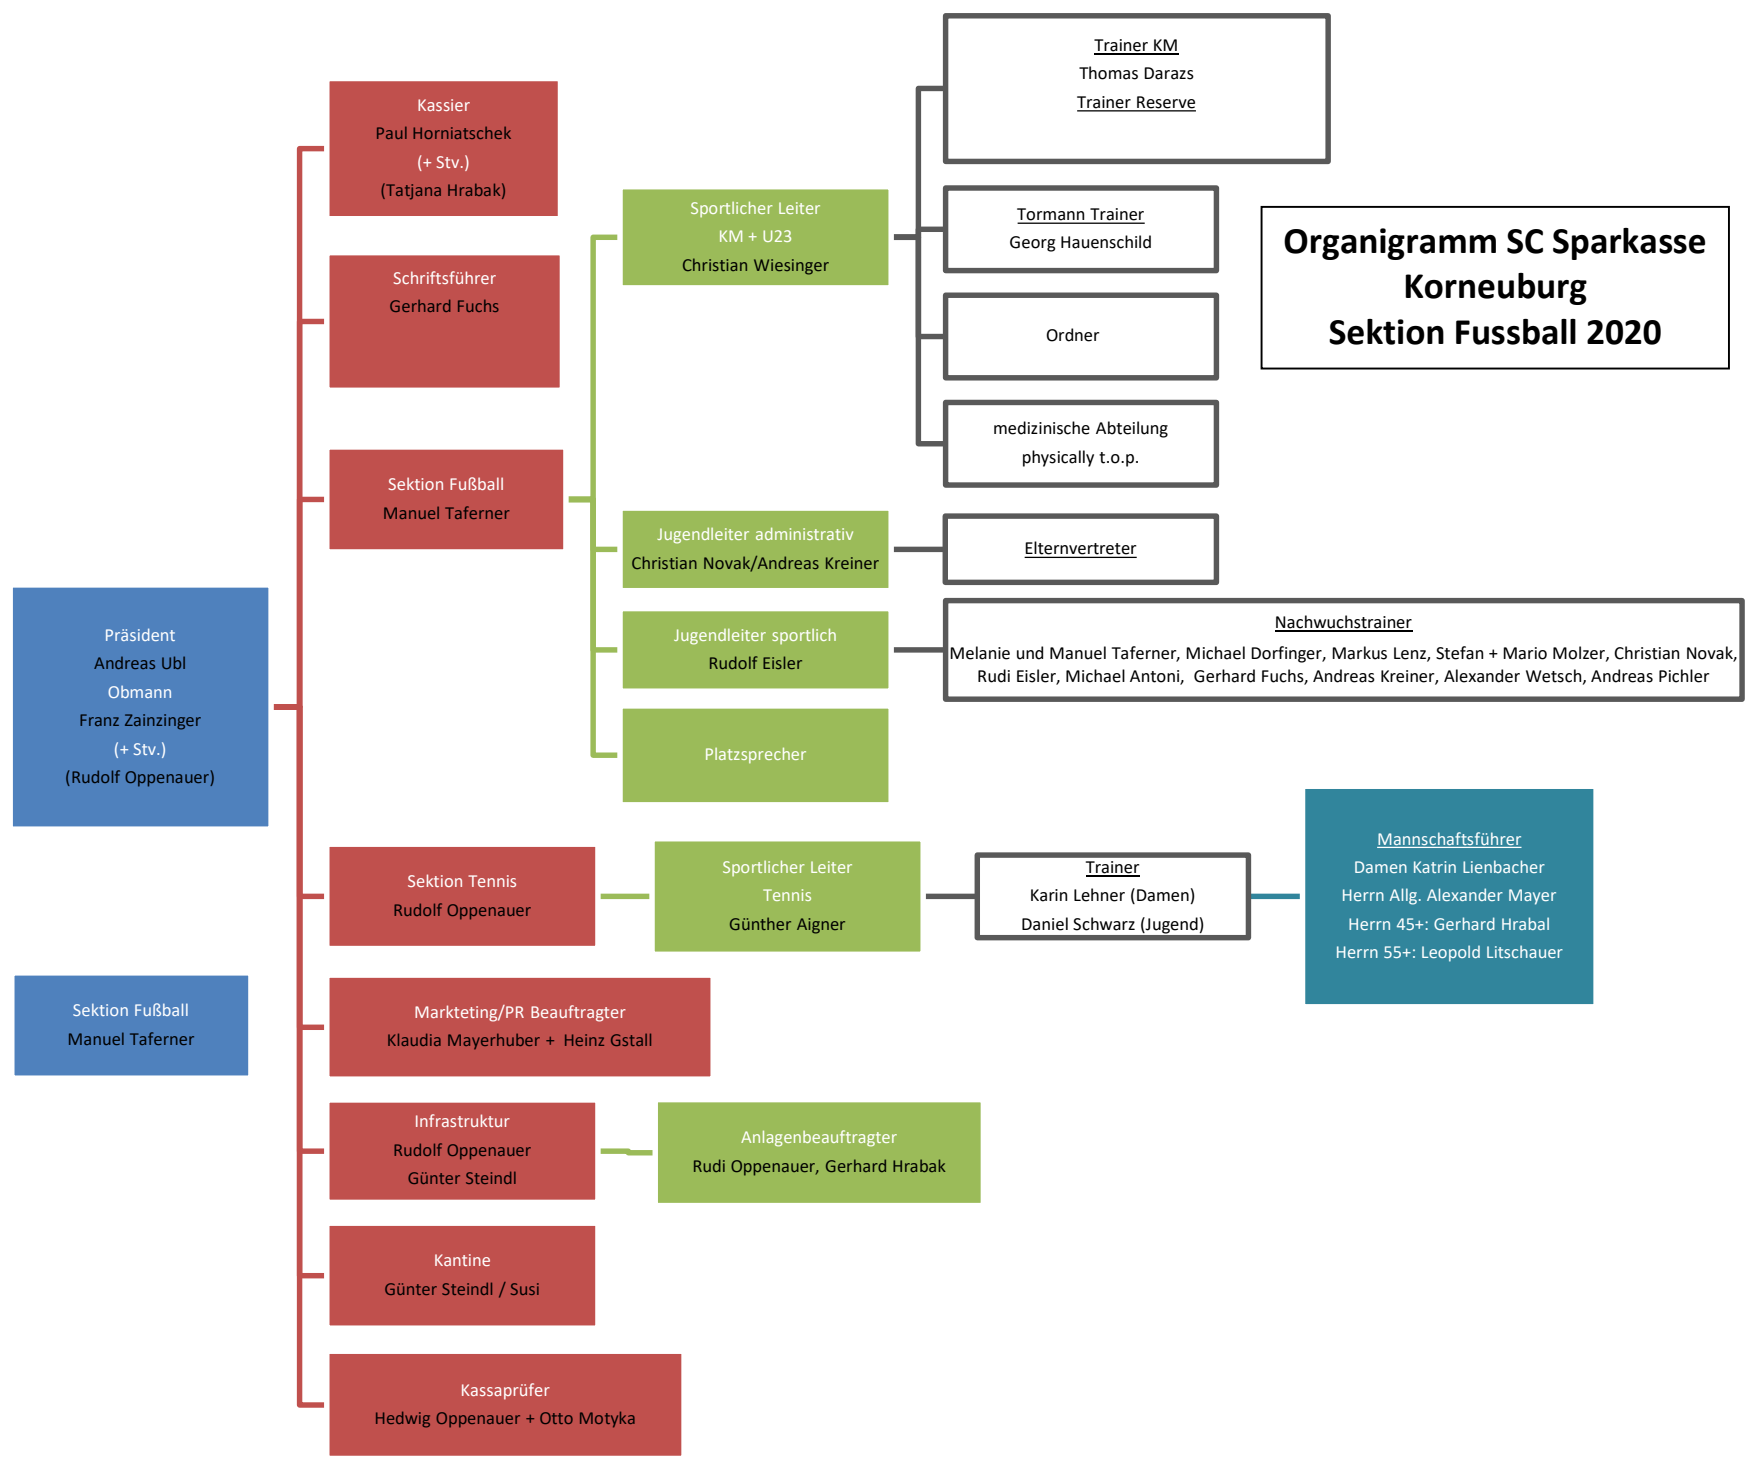 Organigramm SC Sparkasse
Korneuburg
Sektion Fussball 2020
Präsident
Andreas Ubl
Obmann
Franz Zainzinger
(+ Stv.)
(Rudolf Oppenauer)
Sektion Fußball
Manuel Taferner
Kassier
Paul Horniatschek
(+ Stv.)
(Tatjana Hrabak)
Schriftsführer
Gerhard Fuchs
Sektion Fußball
Manuel Taferner
Sportlicher Leiter
KM + U23
Christian Wiesinger
Trainer KM
Thomas Darazs
Trainer Reserve
Tormann Trainer
Georg Hauenschild
Ordner
medizinische Abteilung
physically t.o.p.
Jugendleiter administrativ
Christian Novak/Andreas Kreiner
Elternvertreter
Jugendleiter sportlich
Rudolf Eisler
Nachwuchstrainer
Melanie und Manuel Taferner, Michael Dorfinger, Markus Lenz, Stefan + Mario Molzer, Christian Novak,
Rudi Eisler, Michael Antoni,  Gerhard Fuchs, Andreas Kreiner, Alexander Wetsch, Andreas Pichler
Platzsprecher
Sektion Tennis
Rudolf Oppenauer
Sportlicher Leiter
Tennis
Günther Aigner
Trainer
Karin Lehner (Damen)
Daniel Schwarz (Jugend)
Mannschaftsführer
Damen Katrin Lienbacher
Herrn Allg. Alexander Mayer
Herrn 45+: Gerhard Hrabal
Herrn 55+: Leopold Litschauer
Markteting/PR Beauftragter
Klaudia Mayerhuber +  Heinz Gstall
Infrastruktur
Rudolf Oppenauer
Günter Steindl
Anlagenbeauftragter
Rudi Oppenauer, Gerhard Hrabak
Kantine
Günter Steindl / Susi
Kassaprüfer
Hedwig Oppenauer + Otto Motyka